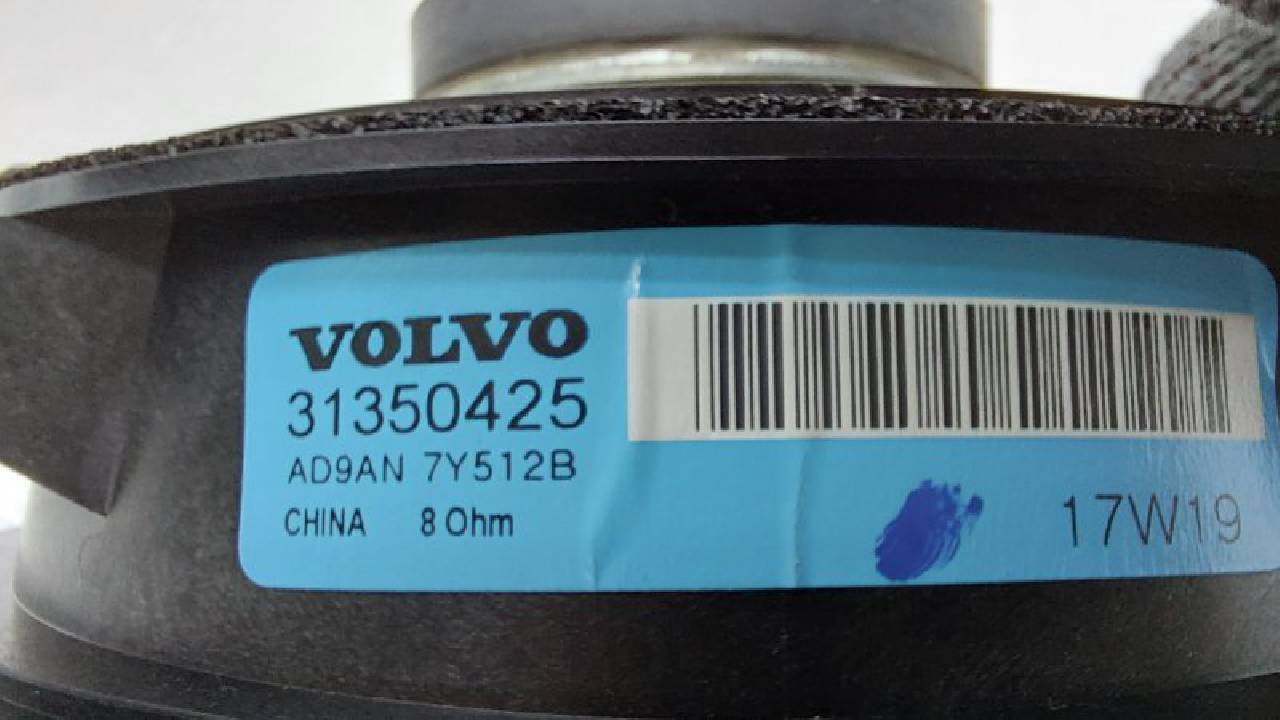 VOLVO
31350425
AD9AN 7Y512B
CHINA 8 Ohm
17W19